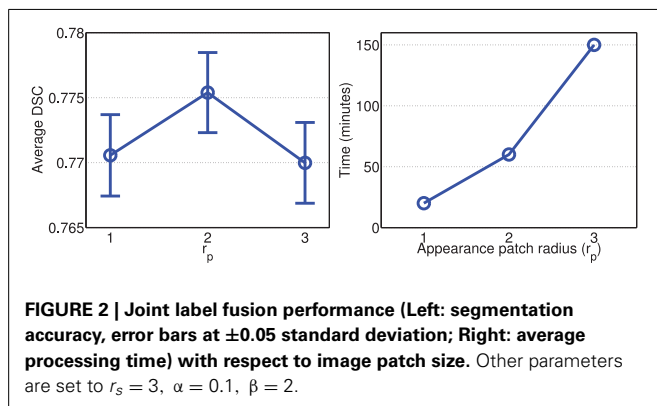 0.78
0.775
0.77
0.765
Average DSC
1 2 3
r_p
150
100
50
0
Time (minutes)
1 2 3
Appearance patch radius (r_p)
FIGURE 2 | Joint label fusion performance (Left: segmentation
accuracy, error bars at ±0.05 standard deviation; Right: average
processing time) with respect to image patch size. Other parameters
are set to r_s = 3, α = 0.1, β = 2.